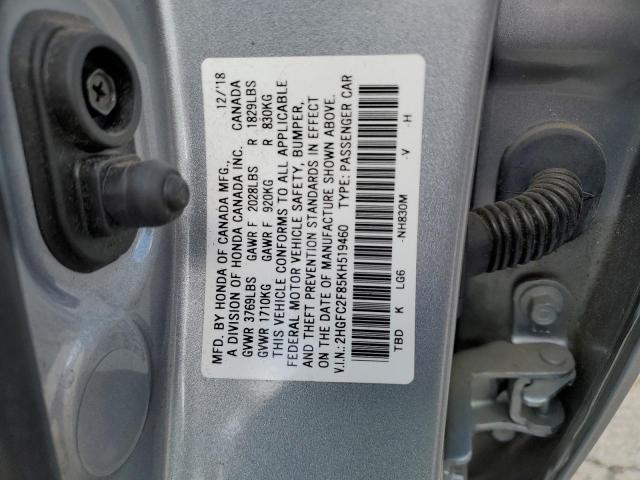 MFD. BY HONDA OF CANADA MFG., 12/'18
A DIVISION OF HONDA CANADA INC. CANADA
GVWR 3769LBS GAWR F 2028LBS R 1829LBS
GVWR 1710KG GAWR F 920KG R 830KG
THIS VEHICLE CONFORMS TO ALL APPLICABLE
FEDERAL MOTOR VEHICLE SAFETY, BUMPER,
AND THEFT PREVENTION STANDARDS IN EFFECT
ON THE DATE OF MANUFACTURE SHOWN ABOVE.
V.I.N.: 2HGFC2F85KH519460 TYPE: PASSENGER CAR
TBD K LG6 -NH830M -V -H